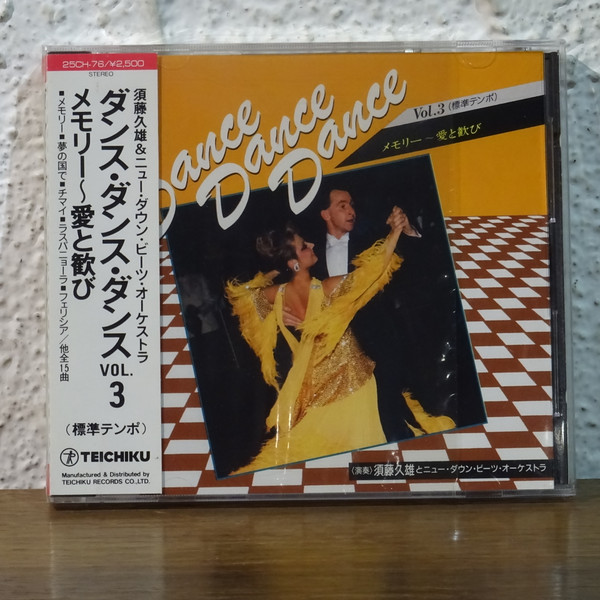 25CH-76/¥2,500
STEREO
須藤久雄&ニュー・ダウン・ビーツ・オーケストラ
ダンス・ダンス・ダンス VOL. 3
メモリー〜愛と歓び
■メモリー■夢の国で■チマイ■ラスパニョーラ■フェリシア/他全15曲
(標準テンポ)
TEICHIKU
Manufactured & Distributed by
TEICHIKU RECORDS CO.,LTD.
Dance
Dance
Dance
Vol.3 (標準テンポ)
メモリー〜愛と歓び
(演奏)須藤久雄とニュー・ダウン・ビーツ・オーケストラ